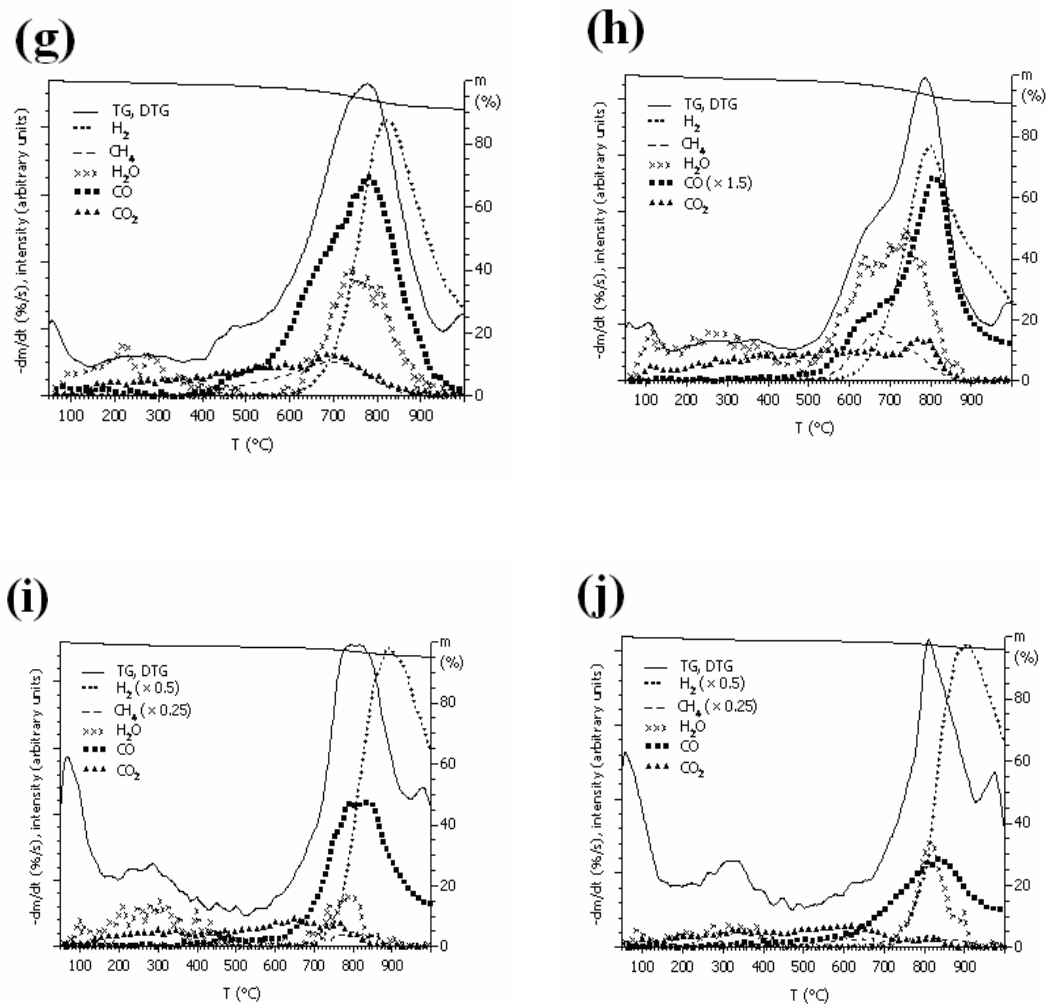 (g)
m
(%)
TG, DTG
H2
CH4
H2O
CO
CO2
-dm/dt (%/s), intensity (arbitrary units)
80
60
40
20
0
100 200 300 400 500 600 700 800 900
T (°C)
(h)
m
(%)
TG, DTG
H2
CH4
H2O
CO (× 1.5)
CO2
-dm/dt (%/s), intensity (arbitrary units)
80
60
40
20
0
100 200 300 400 500 600 700 800 900
T (°C)
(i)
m
(%)
TG, DTG
H2 (× 0.5)
CH4 (× 0.25)
H2O
CO
CO2
-dm/dt (%/s), intensity (arbitrary units)
80
60
40
20
0
100 200 300 400 500 600 700 800 900
T (°C)
(j)
m
(%)
TG, DTG
H2 (× 0.5)
CH4 (× 0.25)
H2O
CO
CO2
-dm/dt (%/s), intensity (arbitrary units)
80
60
40
20
0
100 200 300 400 500 600 700 800 900
T (°C)